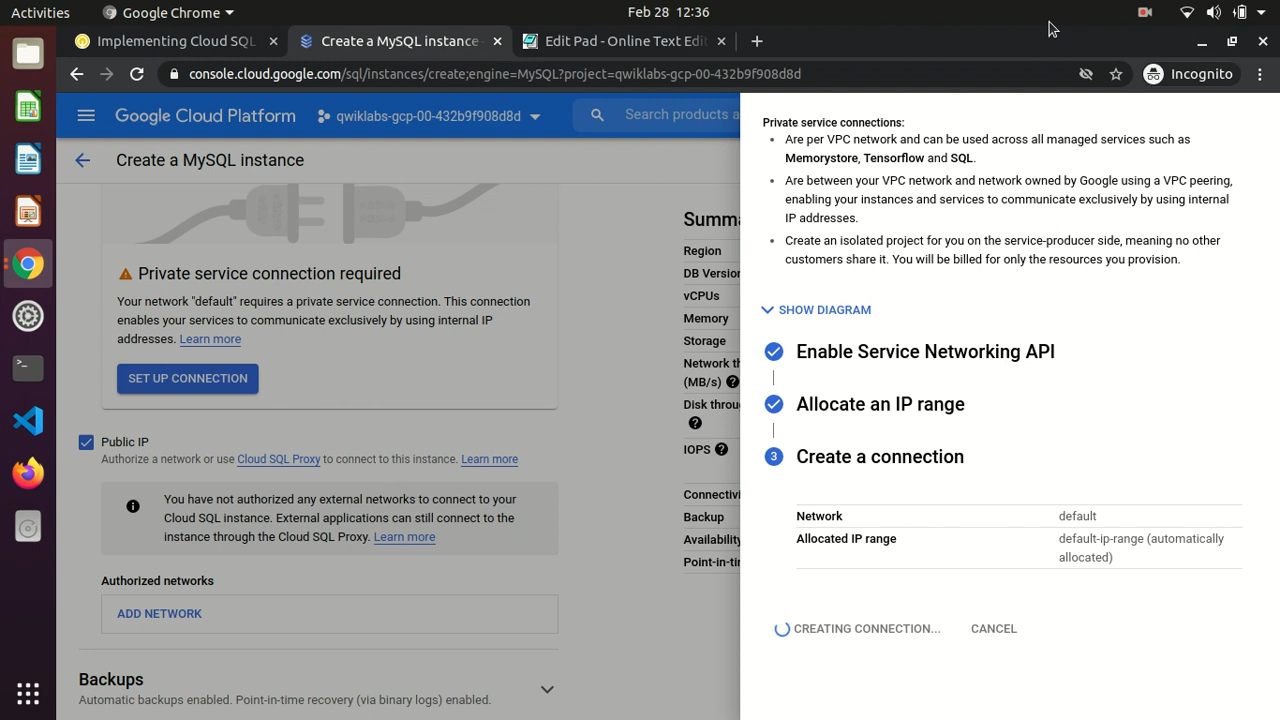 Activities
Google Chrome
Feb 28 12:36
Implementing Cloud SQL
Create a MySQL instance
Edit Pad - Online Text Edit
console.cloud.google.com/sql/instances/create;engine=MySQL?project=qwiklabs-gcp-00-432b9f908d8d
Incognito
Google Cloud Platform
qwiklabs-gcp-00-432b9f908d8d
Search products a
Create a MySQL instance
Private service connection required
Your network "default" requires a private service connection. This connection
enables your services to communicate exclusively by using internal IP
addresses. Learn more
SET UP CONNECTION
Public IP
Authorize a network or use Cloud SQL Proxy to connect to this instance. Learn more
You have not authorized any external networks to connect to your
Cloud SQL instance. External applications can still connect to the
instance through the Cloud SQL Proxy. Learn more
Authorized networks
ADD NETWORK
Backups
Automatic backups enabled. Point-in-time recovery (via binary logs) enabled.
Summa
Region
DB Version
vCPUs
Memory
Storage
Network th
(MB/s)
Disk throu
IOPS
Connectivi
Backup
Availability
Point-in-ti
Private service connections:
Are per VPC network and can be used across all managed services such as
Memorystore, Tensorflow and SQL.
Are between your VPC network and network owned by Google using a VPC peering,
enabling your instances and services to communicate exclusively by using internal
IP addresses.
Create an isolated project for you on the service-producer side, meaning no other
customers share it. You will be billed for only the resources you provision.
SHOW DIAGRAM
Enable Service Networking API
Allocate an IP range
3 Create a connection
Network default
Allocated IP range default-ip-range (automatically
allocated)
CREATING CONNECTION... CANCEL